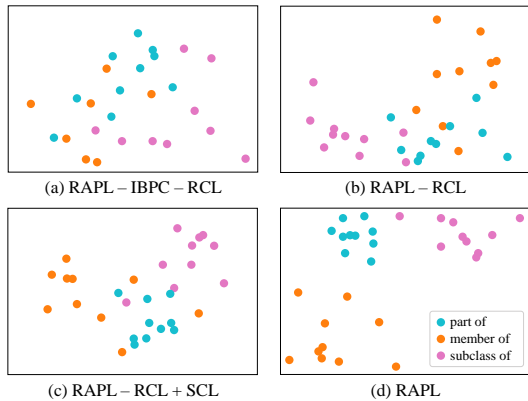 (a) RAPL – IBPC – RCL
(b) RAPL – RCL
(c) RAPL – RCL + SCL
part of
member of
subclass of
(d) RAPL